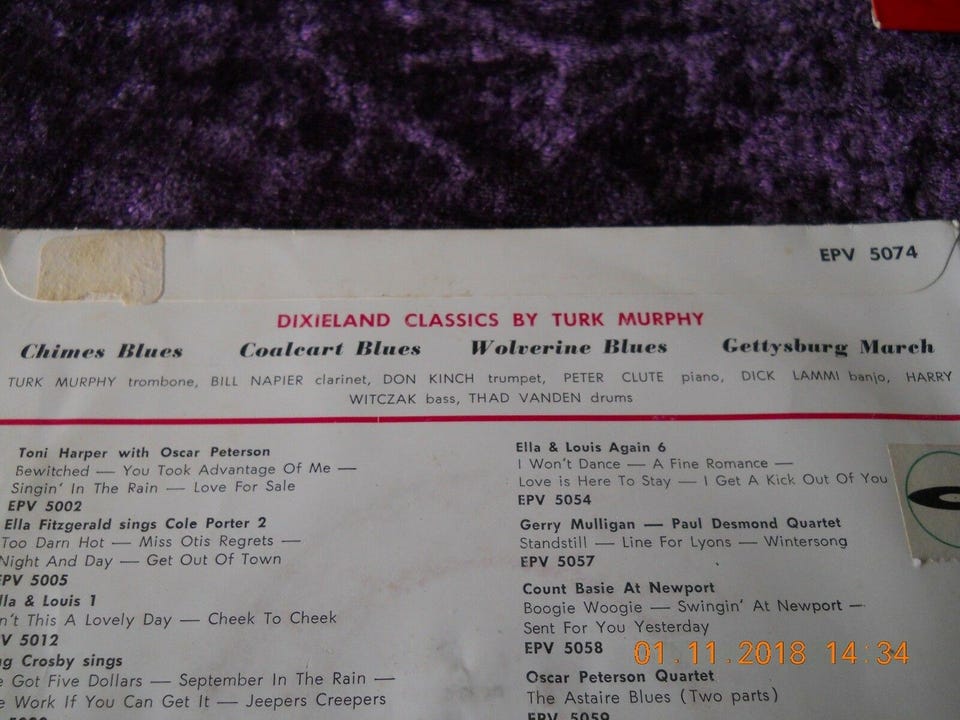 EPV 5074
DIXIELAND CLASSICS BY TURK MURPHY
Chimes Blues Coalcart Blues Wolverine Blues Gettysburg March
TURK MURPHY trombone, BILL NAPIER clarinet, DON KINCH trumpet, PETER CLUTE piano, DICK LAMMI banjo, HARRY
WITCZAK bass, THAD VANDEN drums
Toni Harper with Oscar Peterson
Bewitched — You Took Advantage Of Me —
Singin' In The Rain — Love For Sale
EPV 5002
Ella Fitzgerald sings Cole Porter 2
Too Darn Hot — Miss Otis Regrets —
Night And Day — Get Out Of Town
EPV 5005
lla & Louis 1
n't This A Lovely Day — Cheek To Cheek
V 5012
ng Crosby sings
e Got Five Dollars — September In The Rain —
e Work If You Can Get It — Jeepers Creepers
Ella & Louis Again 6
I Won't Dance — A Fine Romance —
Love is Here To Stay — I Get A Kick Out Of You
EPV 5054
Gerry Mulligan — Paul Desmond Quartet
Standstill — Line For Lyons — Wintersong
EPV 5057
Count Basie At Newport
Boogie Woogie — Swingin' At Newport —
Sent For You Yesterday
EPV 5058
Oscar Peterson Quartet
The Astaire Blues (Two parts)
EPV 5059
01.11.2018 14:34